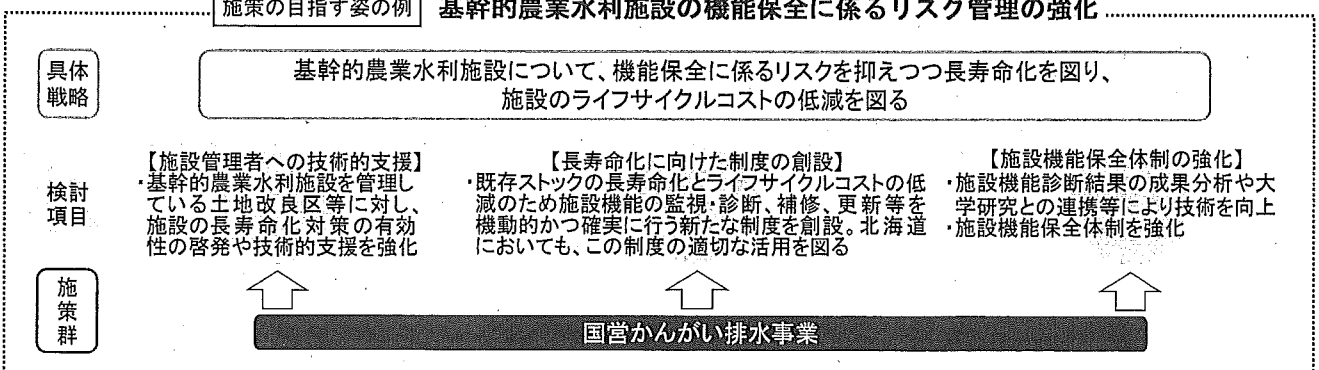 施策の目指す姿の例
基幹的農業水利施設の機能保全に係るリスク管理の強化
具体
戦略
基幹的農業水利施設について、機能保全に係るリスクを抑えつつ長寿命化を図り、
施設のライフサイクルコストの低減を図る
検討
項目
【施設管理者への技術的支援】
・基幹的農業水利施設を管理し
ている土地改良区等に対し、
施設の長寿命化対策の有効
性の啓発や技術的支援を強化
【長寿命化に向けた制度の創設】
・既存ストックの長寿命化とライフサイクルコストの低
減のため施設機能の監視・診断、補修、更新等を
機動的かつ確実に行う新たな制度を創設。北海道
においても、この制度の適切な活用を図る
【施設機能保全体制の強化】
・施設機能診断結果の成果分析や大
学研究との連携等により技術を向上
・施設機能保全体制を強化
施
策
群
国営かんがい排水事業